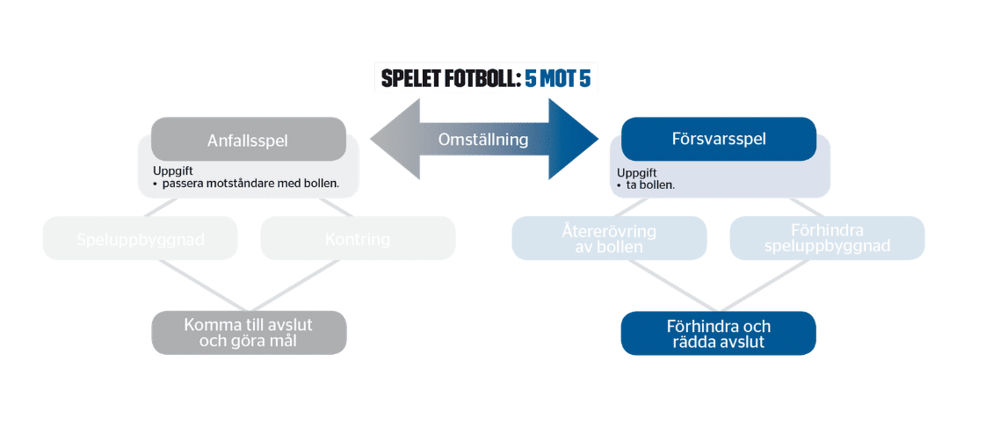 SPELET FOTBOLL: 5 MOT 5
Anfallsspel
Omställning
Försvarsspel
Uppgift
• passera motståndare med bollen.
Uppgift
• ta bollen.
Speluppbyggnad
Kontring
Återerövring
av bollen
Förhindra
speluppbyggnad
Komma till avslut
och göra mål
Förhindra och
rädda avslut